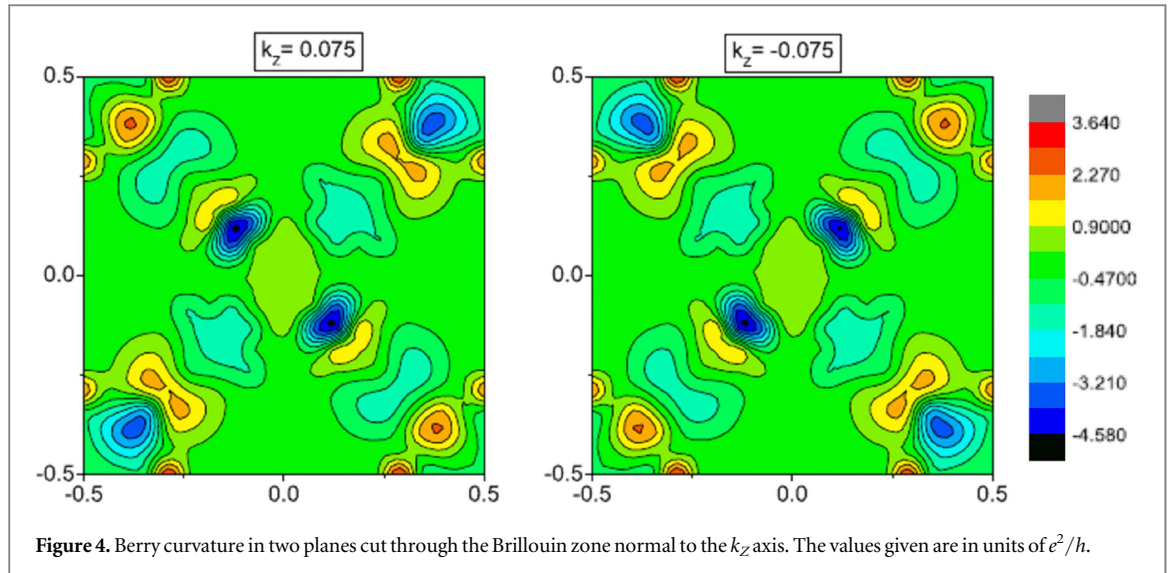 k_z= 0.075
k_z= -0.075
0.5
0.0
-0.5
-0.5 0.0 0.5
0.5
0.0
-0.5
-0.5 0.0 0.5
3.640
2.270
0.9000
-0.4700
-1.840
-3.210
-4.580
Figure 4. Berry curvature in two planes cut through the Brillouin zone normal to the k_Z axis. The values given are in units of e²/h.